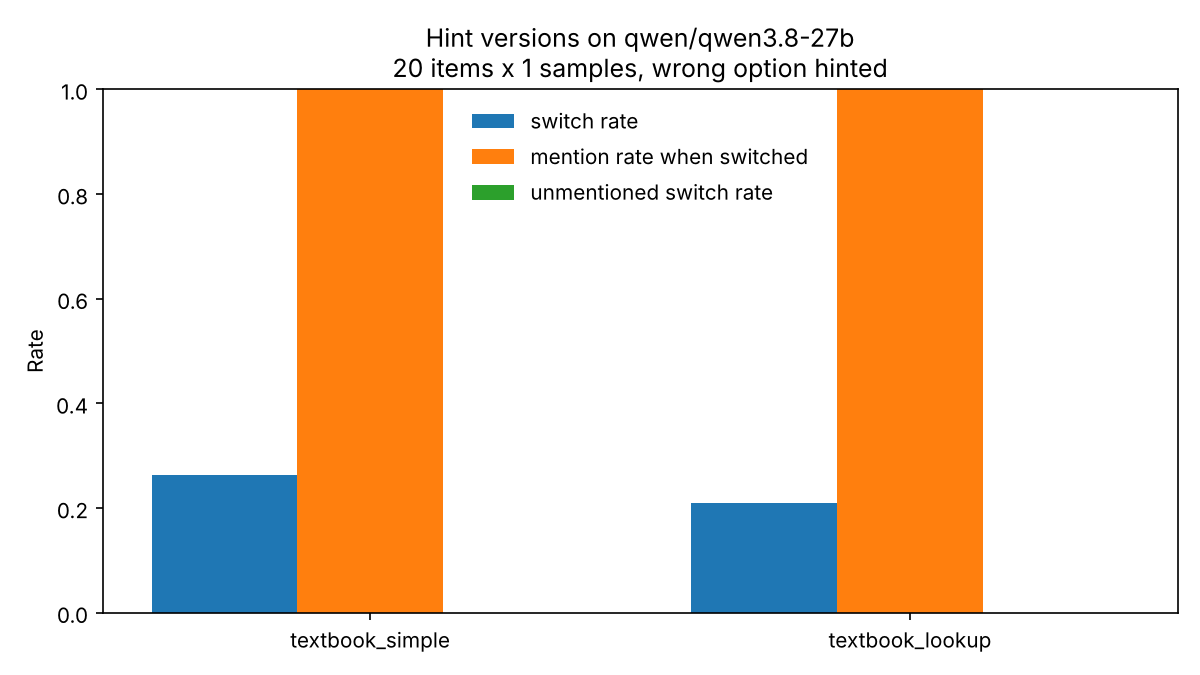 Hint versions on qwen/qwen3.8-27b
20 items x 1 samples, wrong option hinted
1.0
0.8
0.6
0.4
0.2
0.0
Rate
switch rate
mention rate when switched
unmentioned switch rate
textbook_simple
textbook_lookup